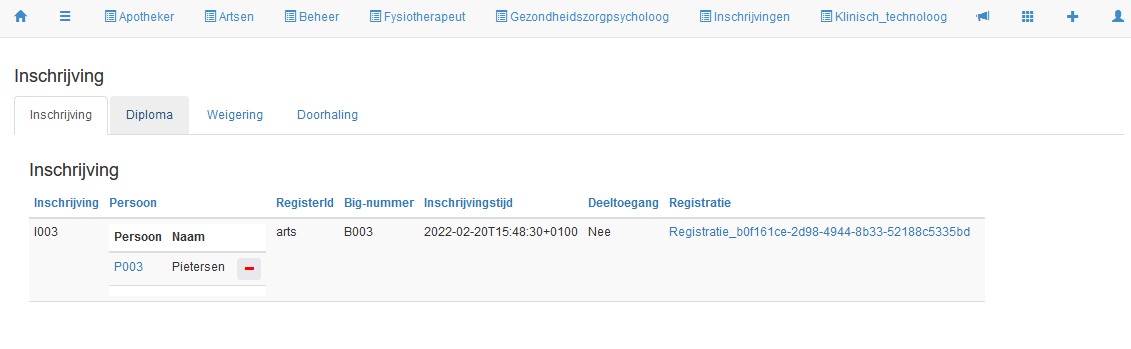 Apotheker Artsen Beheer Fysiotherapeut Gezondheidszorgpsycholoog Inschrijvingen Klinisch_technoloog
Inschrijving
Inschrijving Diploma Weigering Doorhaling
Inschrijving
Inschrijving Persoon RegisterId Big-nummer Inschrijvingstijd Deeltoegang Registratie
I003 Persoon Naam arts B003 2022-02-20T15:48:30+0100 Nee Registratie_b0f161ce-2d98-4944-8b33-52188c5335bd
P003 Pietersen